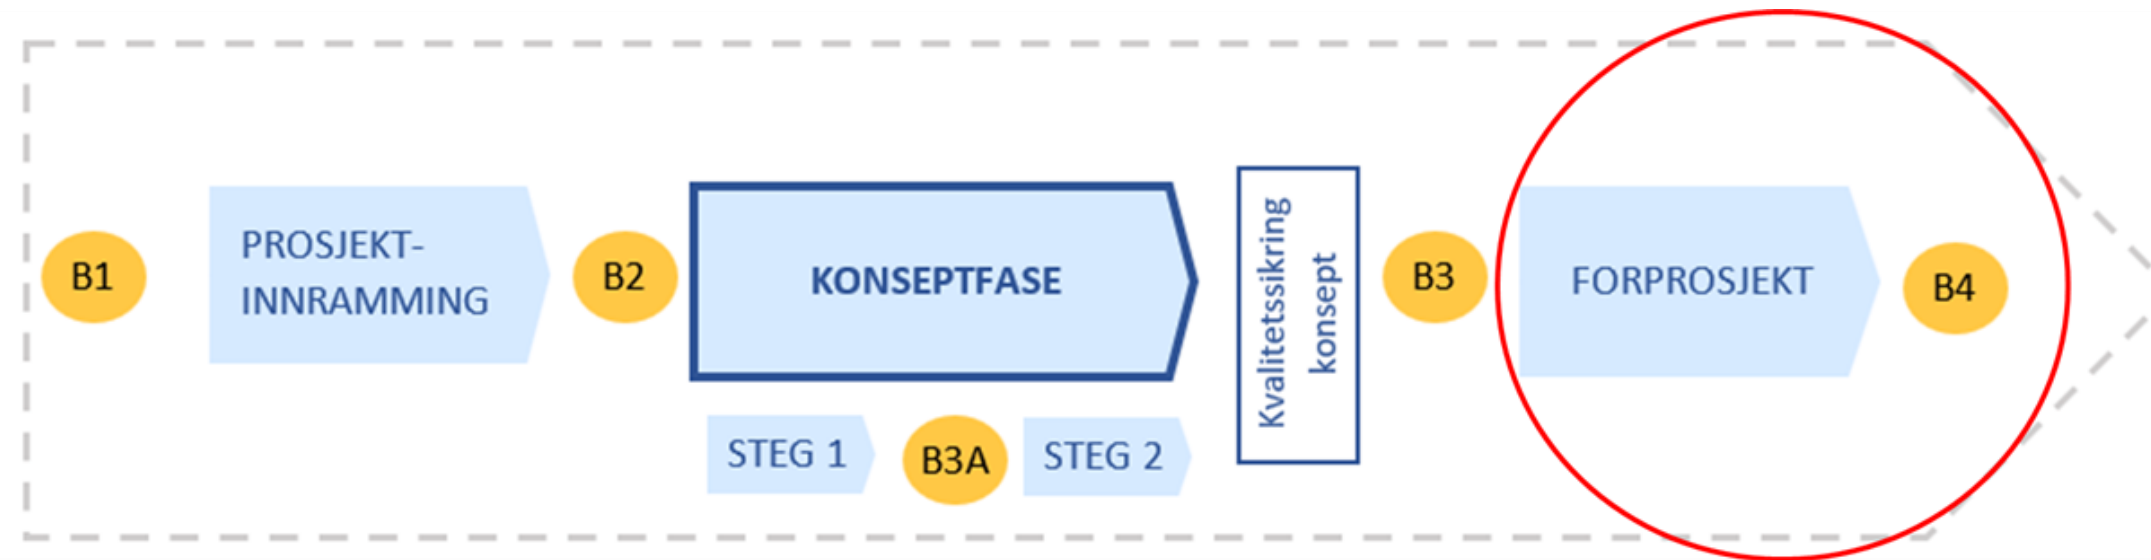 B1
PROSJEKT-
INNRAMMING
B2
KONSEPTFASE
STEG 1
B3A
STEG 2
Kvalitetssikring
konsept
B3
FORPROSJEKT
B4